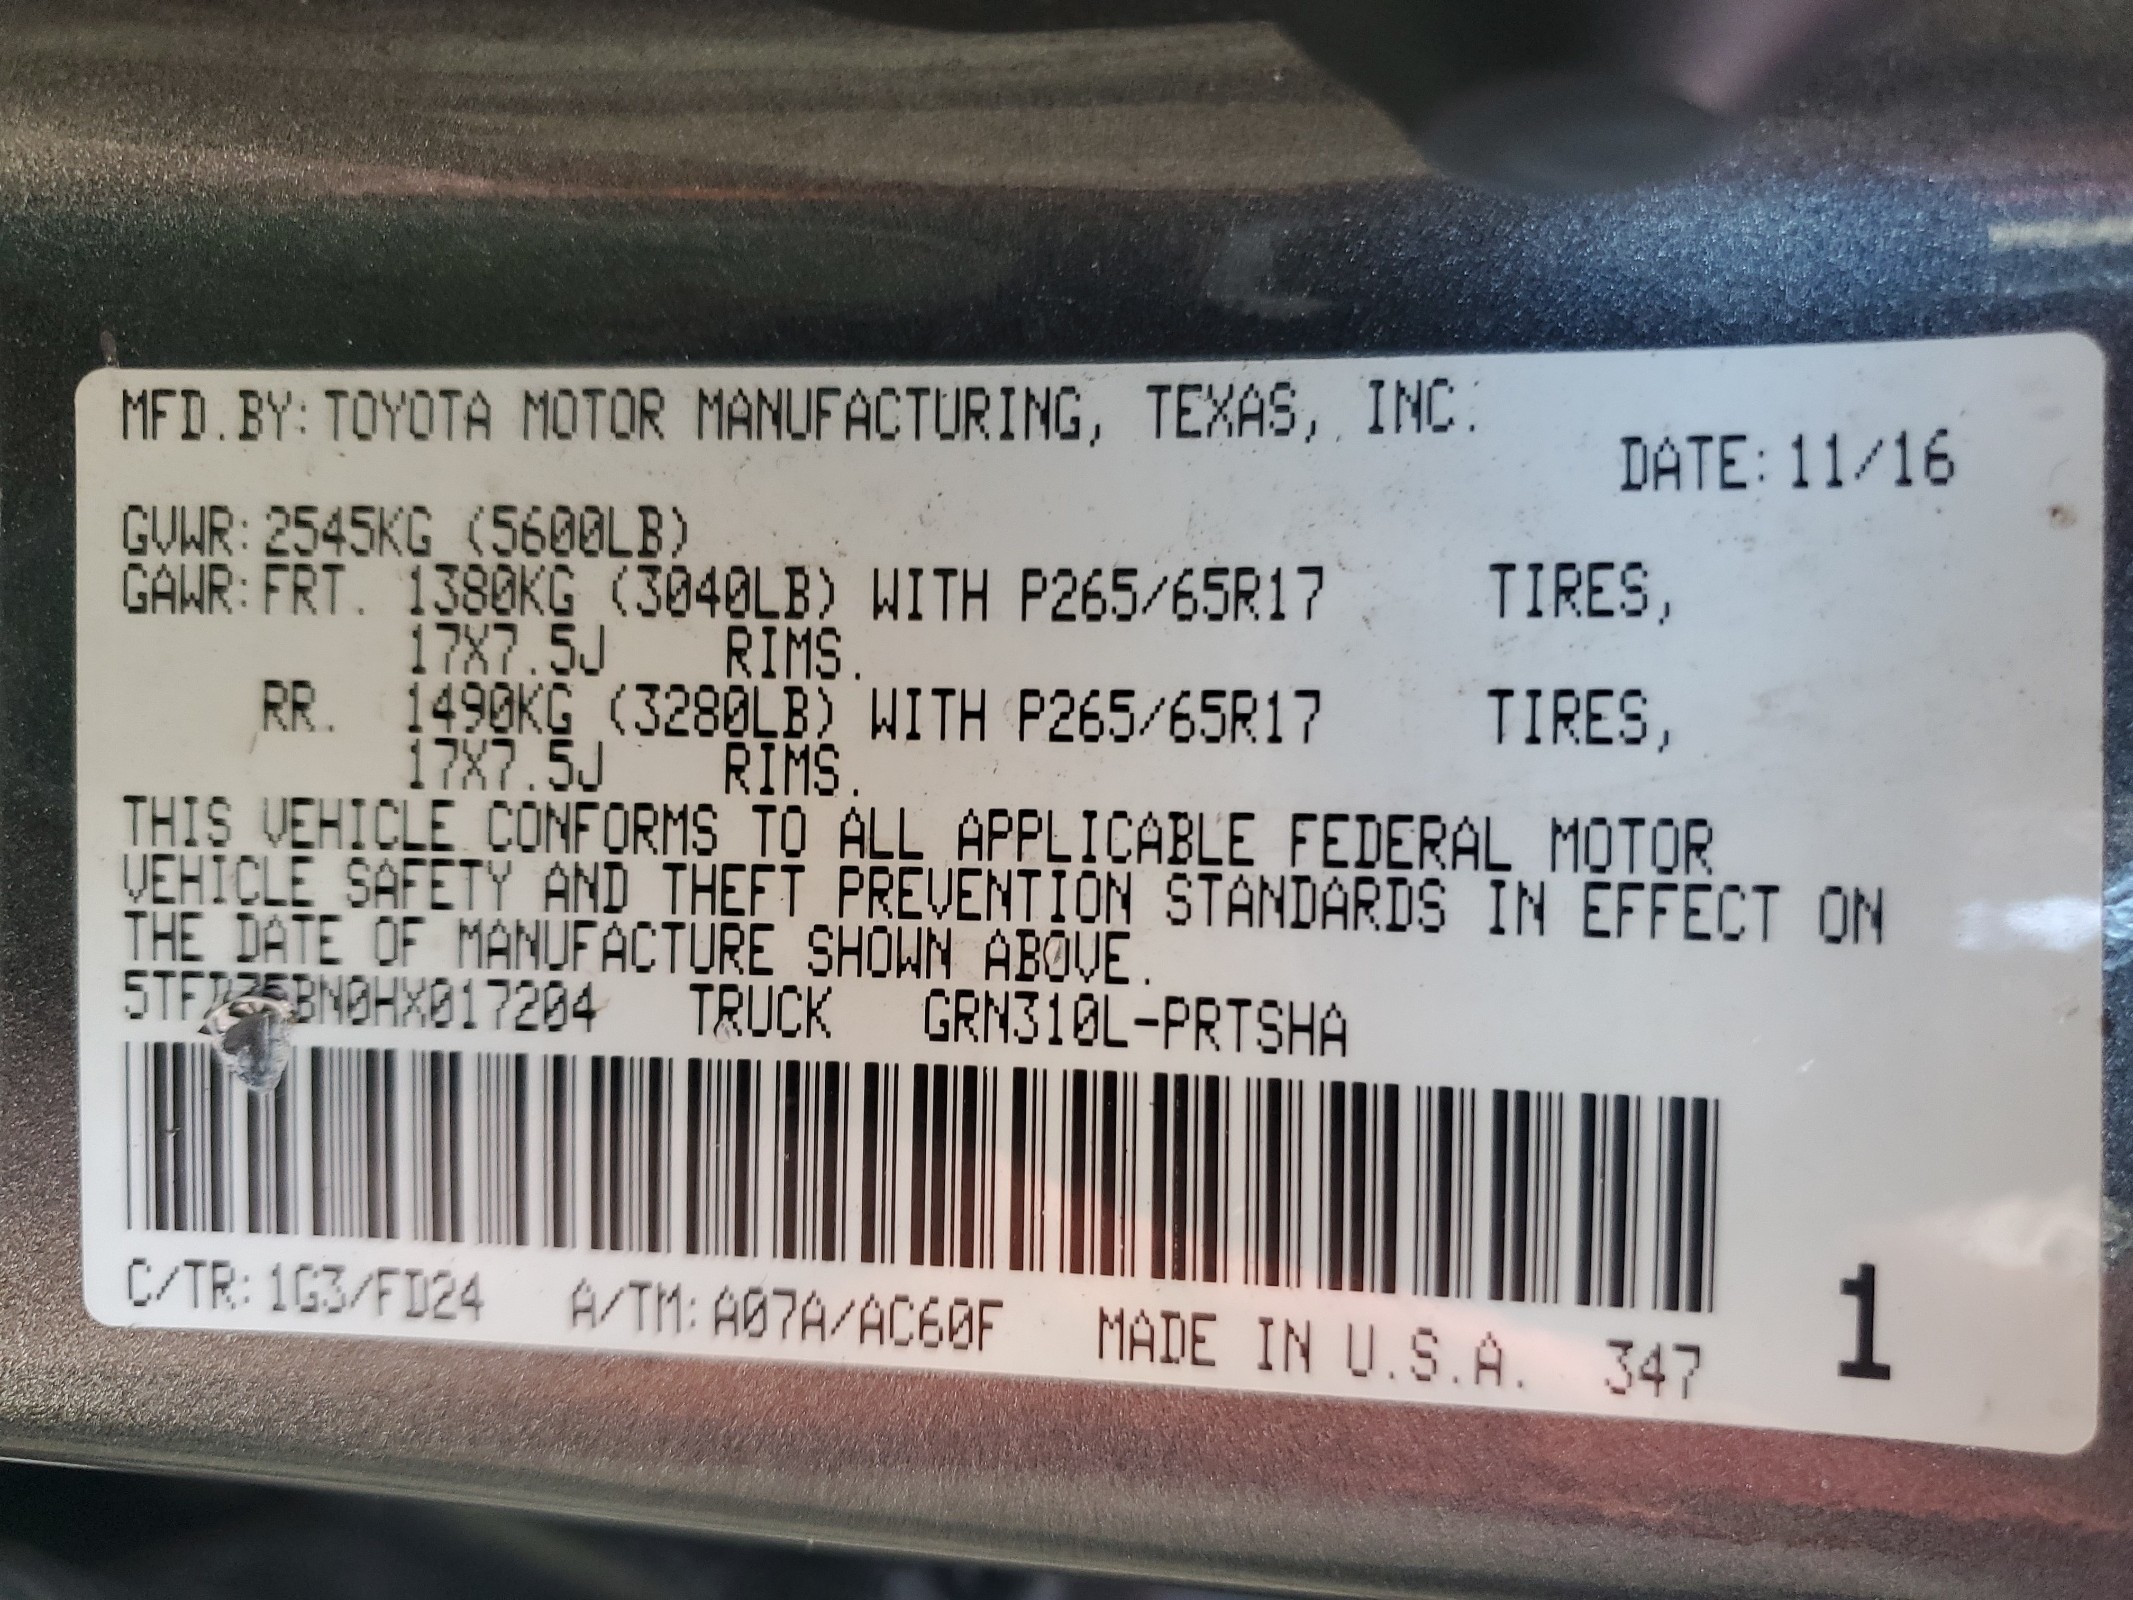 MFD.BY:TOYOTA MOTOR MANUFACTURING, TEXAS, INC.
DATE:11/16
GVWR:2545KG (5600LB)
GAWR:FRT. 1380KG (3040LB) WITH P265/65R17 TIRES,
17X7.5J RIMS.
RR. 1490KG (3280LB) WITH P265/65R17 TIRES,
17X7.5J RIMS.
THIS VEHICLE CONFORMS TO ALL APPLICABLE FEDERAL MOTOR
VEHICLE SAFETY AND THEFT PREVENTION STANDARDS IN EFFECT ON
THE DATE OF MANUFACTURE SHOWN ABOVE.
TRUCK GRN310L-PRTSHA
C/TR:1G3/FD24 A/TM:A07A/AC60F MADE IN U.S.A. 347
1